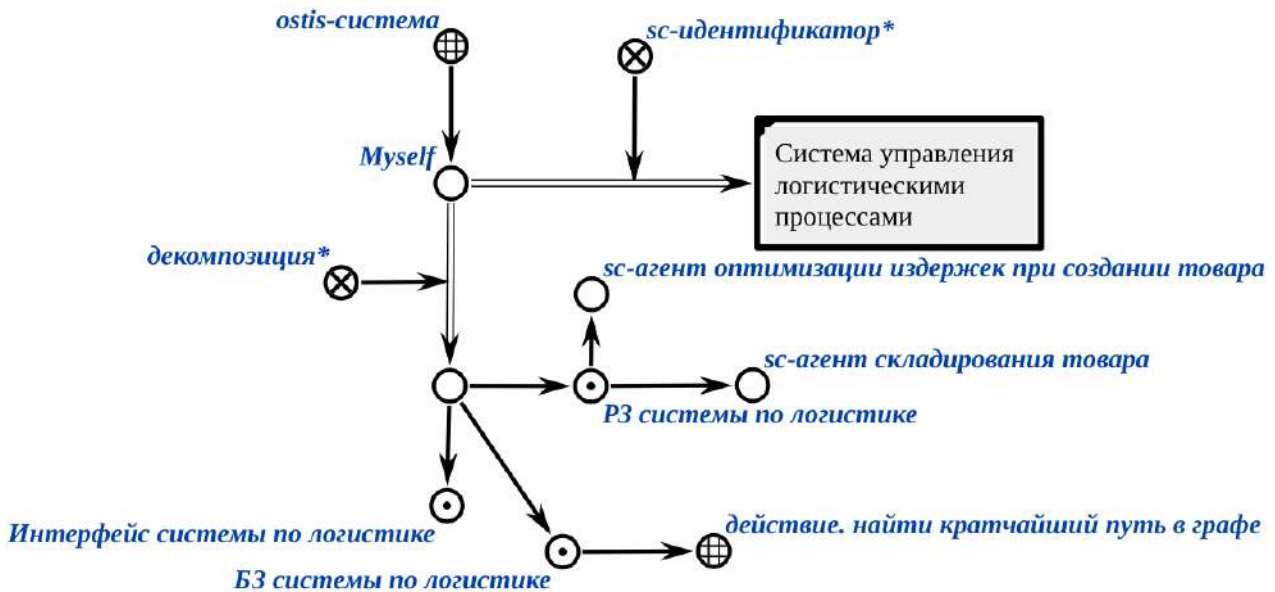 ostis-система
sc-идентификатор*
Myself
Система управления
логистическими
процессами
декомпозиция*
sc-агент оптимизации издержек при создании товара
sc-агент складирования товара
РЗ системы по логистике
Интерфейс системы по логистике
действие. найти кратчайший путь в графе
БЗ системы по логистике